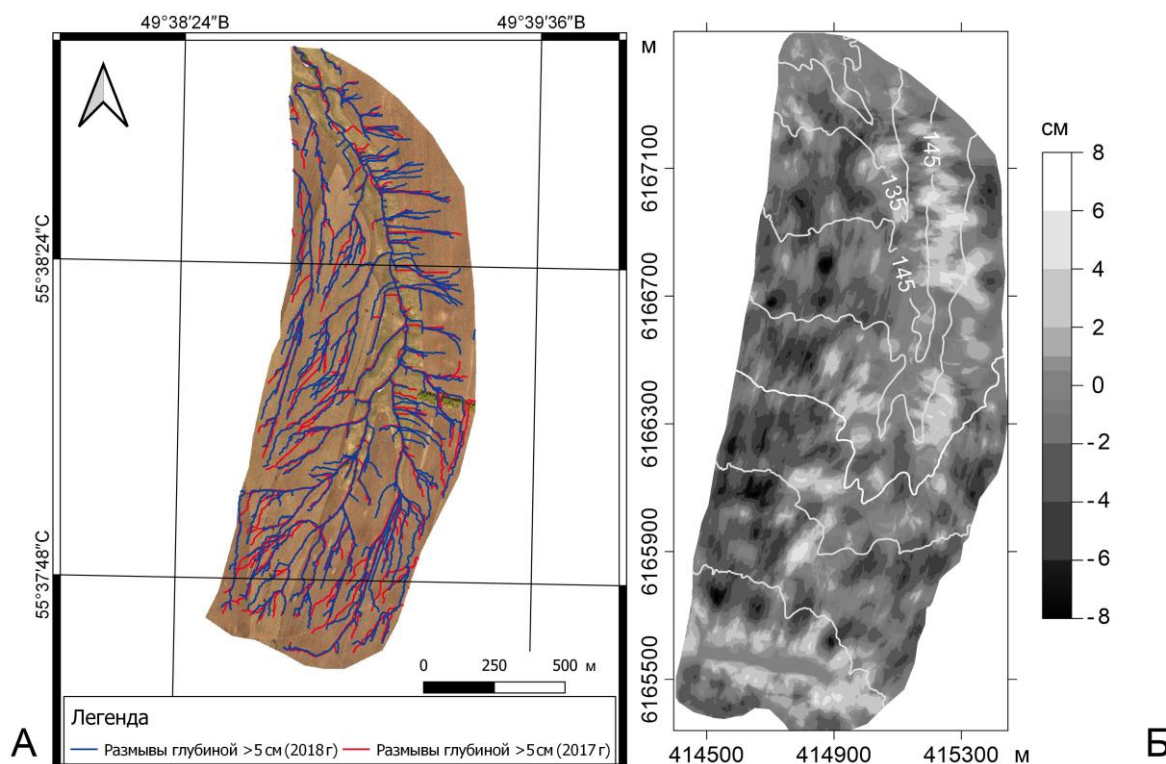 49°38'24"В
49°39'36"В
55°38'24"С
55°37'48"С
0 250 500 м
Легенда
Размывы глубиной >5 см (2018 г)
Размывы глубиной >5 см (2017 г)
А
м
6167100
6166700
6166300
6165900
6165500
414500 414900 415300 м
145
135
145
см
8
6
4
2
0
-2
-4
-6
-8
Б